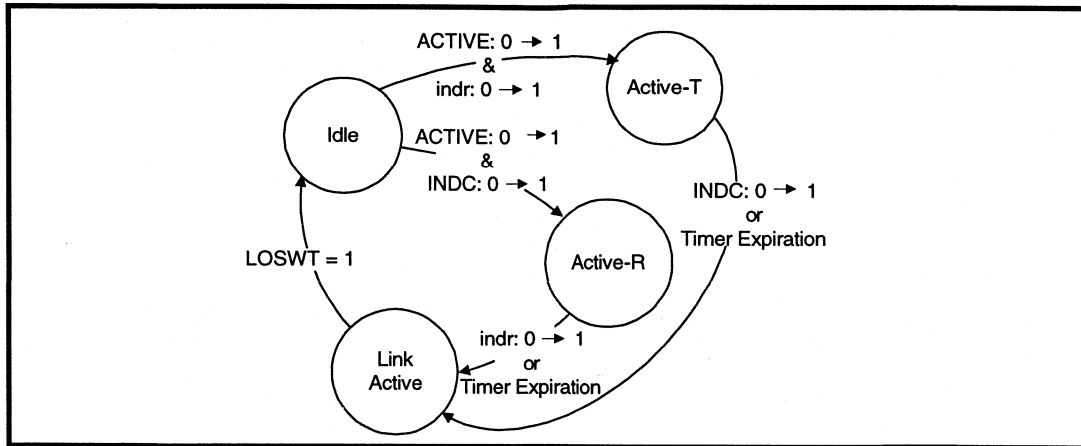 ACTIVE: 0 → 1
&
indr: 0 → 1
Active-T
Idle
ACTIVE: 0 → 1
&
INDC: 0 → 1
INDC: 0 → 1
or
Timer Expiration
Active-R
LOSWT = 1
indr: 0 → 1
or
Timer Expiration
Link
Active